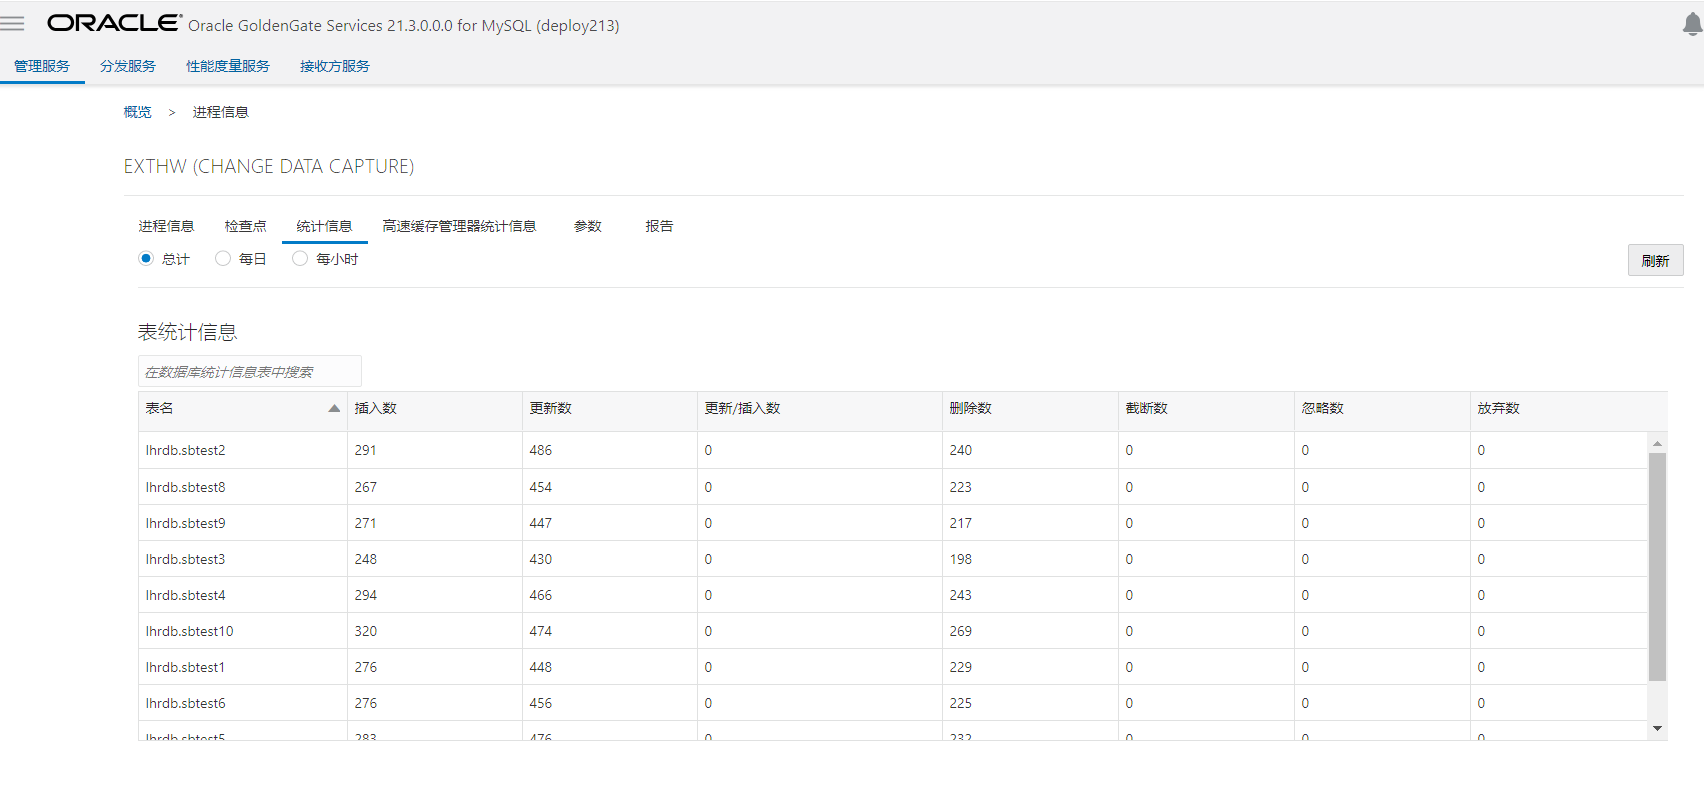 ORACLE Oracle GoldenGate Services 21.3.0.0.0 for MySQL (deploy213)
管理服务 分发服务 性能度量服务 接收方服务
概览 > 进程信息
EXTHW (CHANGE DATA CAPTURE)
进程信息 检查点 统计信息 高速缓存管理器统计信息 参数 报告
总计 每日 每小时
刷新
表统计信息
在数据库统计信息表中搜索
表名 插入数 更新数 更新/插入数 删除数 截断数 忽略数 放弃数
lhrdb.sbtest2 291 486 0 240 0 0 0
lhrdb.sbtest8 267 454 0 223 0 0 0
lhrdb.sbtest9 271 447 0 217 0 0 0
lhrdb.sbtest3 248 430 0 198 0 0 0
lhrdb.sbtest4 294 466 0 243 0 0 0
lhrdb.sbtest10 320 474 0 269 0 0 0
lhrdb.sbtest1 276 448 0 229 0 0 0
lhrdb.sbtest6 276 456 0 225 0 0 0
lhrdb.sbtest5 283 476 0 232 0 0 0